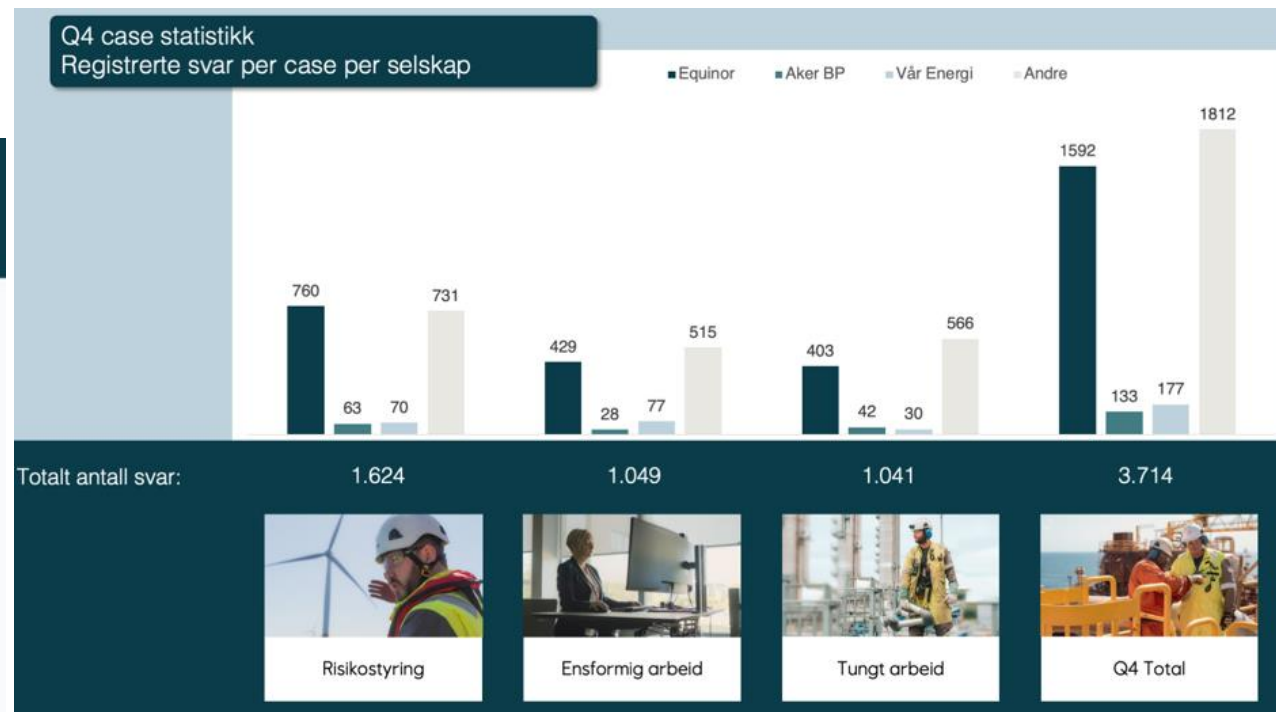 Q4 case statistikk
Registrerte svar per case per selskap
Equinor Aker BP Vår Energi Andre
760 63 70 731
429 28 77 515
403 42 30 566
1592 133 177 1812
Totalt antall svar: 1.624 1.049 1.041 3.714
Risikostyring Ensformig arbeid Tungt arbeid Q4 Total